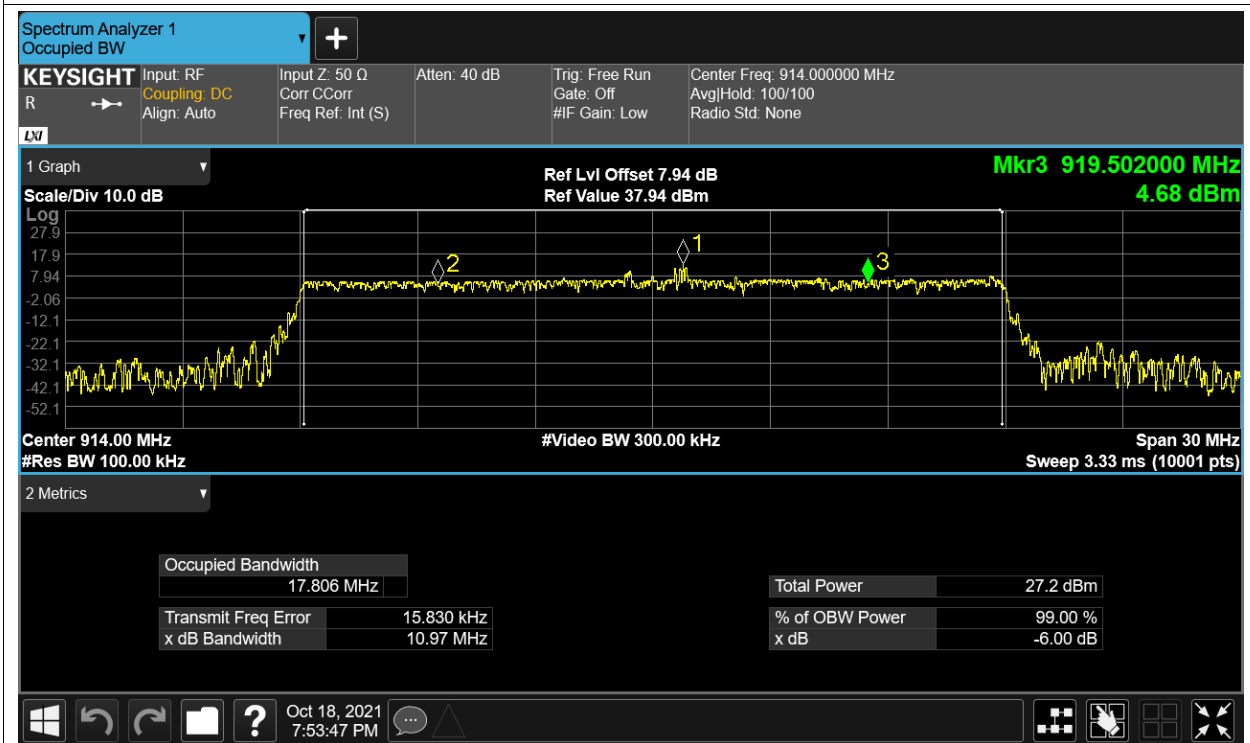 Spectrum Analyzer 1
Occupied BW
KEYSIGHT
R
LXI
Input: RF
Coupling: DC
Align: Auto
Input Z: 50 Ω
Corr CCorr
Freq Ref: Int (S)
Atten: 40 dB
Trig: Free Run
Gate: Off
#IF Gain: Low
Center Freq: 914.000000 MHz
Avg|Hold: 100/100
Radio Std: None
1 Graph
Scale/Div 10.0 dB
Ref Lvl Offset 7.94 dB
Ref Value 37.94 dBm
Mkr3 919.502000 MHz
4.68 dBm
Log
27.9
17.9
7.94
-2.06
-12.1
-22.1
-32.1
-42.1
-52.1
2
1
3
Center 914.00 MHz
#Video BW 300.00 kHz
Span 30 MHz
#Res BW 100.00 kHz
Sweep 3.33 ms (10001 pts)
2 Metrics
Occupied Bandwidth
17.806 MHz
Total Power 27.2 dBm
Transmit Freq Error 15.830 kHz
% of OBW Power 99.00 %
x dB Bandwidth 10.97 MHz
x dB -6.00 dB
?
Oct 18, 2021
7:53:47 PM